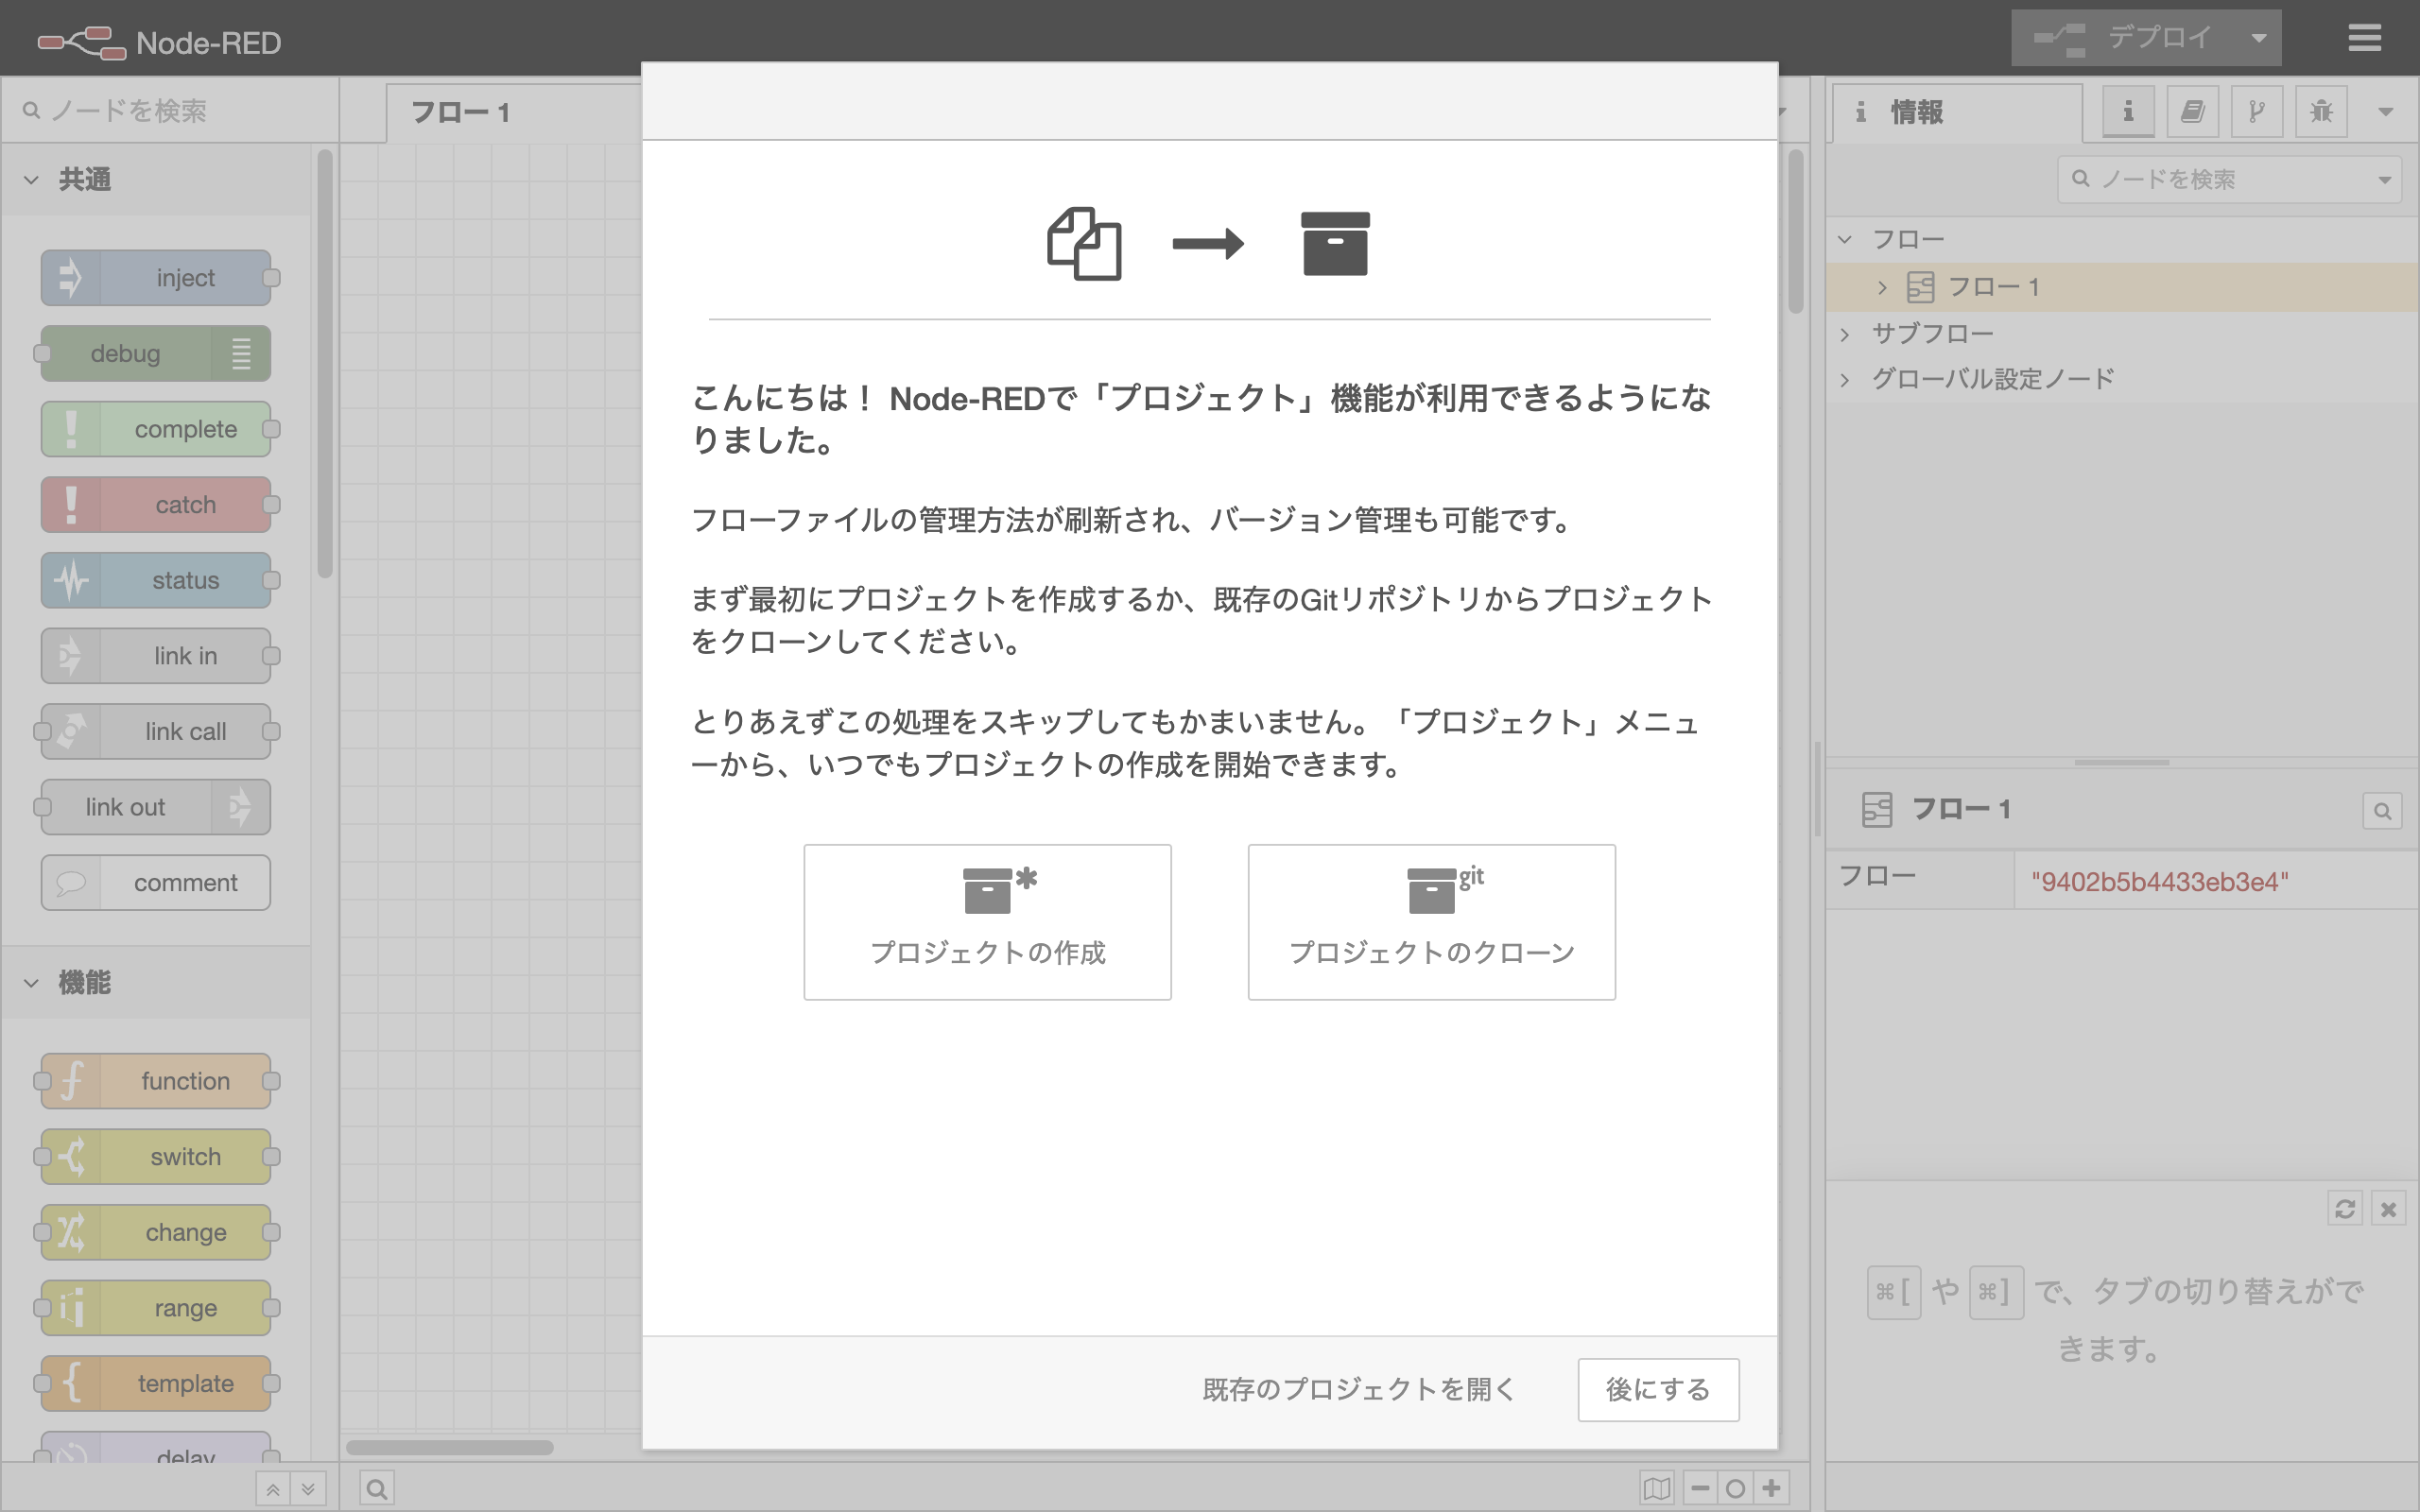 Node-RED
デプロイ
ノードを検索
共通
inject
debug
complete
catch
status
link in
link call
link out
comment
機能
function
switch
change
range
template
delay
フロー 1
こんにちは！ Node-REDで「プロジェクト」機能が利用できるようにな
りました。
フローファイルの管理方法が刷新され、バージョン管理も可能です。
まず最初にプロジェクトを作成するか、既存のGitリポジトリからプロジェクト
をクローンしてください。
とりあえずこの処理をスキップしてもかまいません。「プロジェクト」メニュ
ーから、いつでもプロジェクトの作成を開始できます。
プロジェクトの作成
git
プロジェクトのクローン
既存のプロジェクトを開く
後にする
情報
ノードを検索
フロー
フロー 1
サブフロー
グローバル設定ノード
フロー 1
フロー
"9402b5b4433eb3e4"
⌘[ や ⌘] で、タブの切り替えがで
きます。